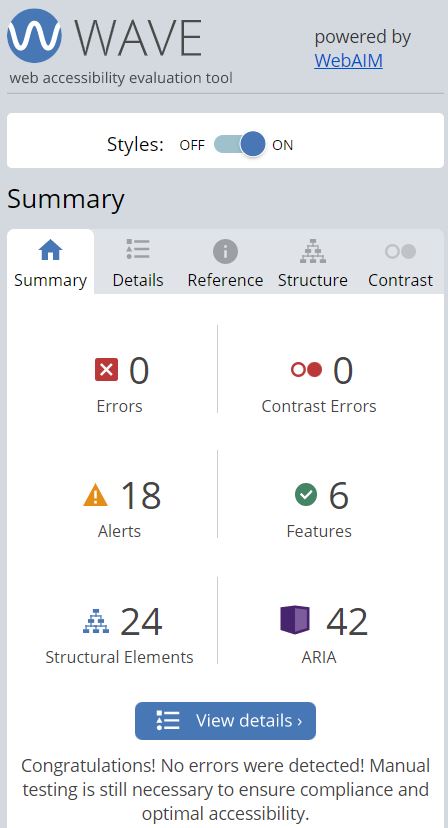 WAVE
web accessibility evaluation tool
powered by
WebAIM
Styles: OFF ON
Summary
Summary Details Reference Structure Contrast
0 0
Errors Contrast Errors
18 6
Alerts Features
24 42
Structural Elements ARIA
View details ›
Congratulations! No errors were detected! Manual
testing is still necessary to ensure compliance and
optimal accessibility.